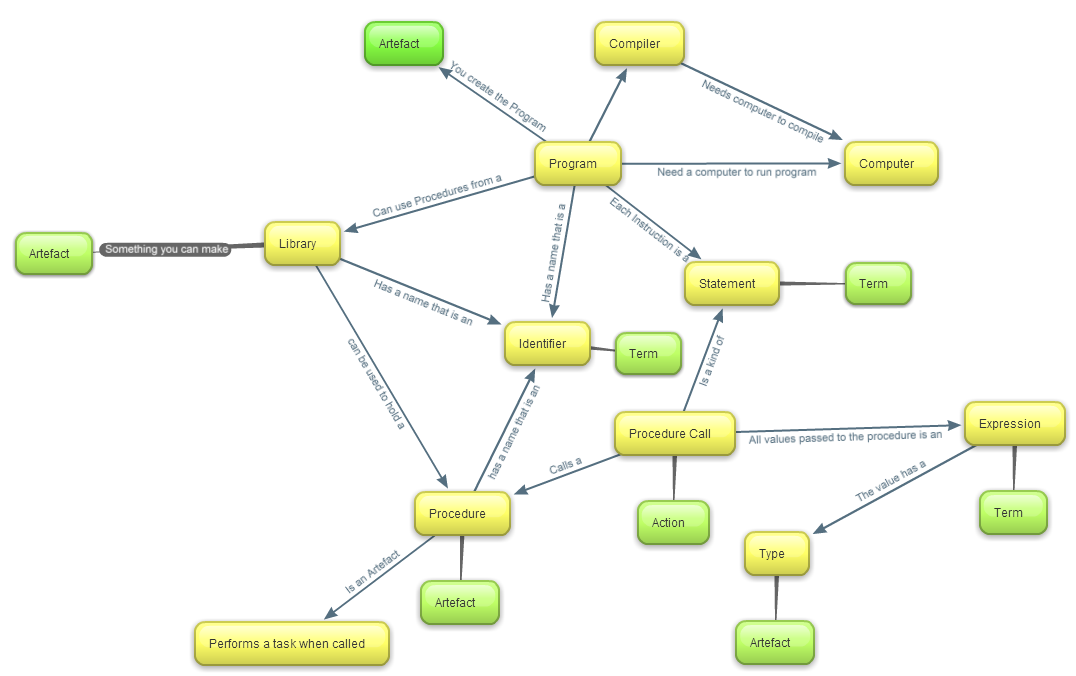 Artefact
Compiler
You create the Program
Needs computer to compile
Program
Computer
Need a computer to run program
Can use Procedures from a
Has a name that is a
Each Instruction is a
Artefact
Something you can make
Library
Statement
Term
Has a name that is an
Identifier
Term
can be used to hold a
Is a kind of
has a name that is an
Procedure Call
All values passed to the procedure is an
Expression
Calls a
The value has a
Procedure
Action
Term
Is an Artefact
Type
Artefact
Performs a task when called
Artefact